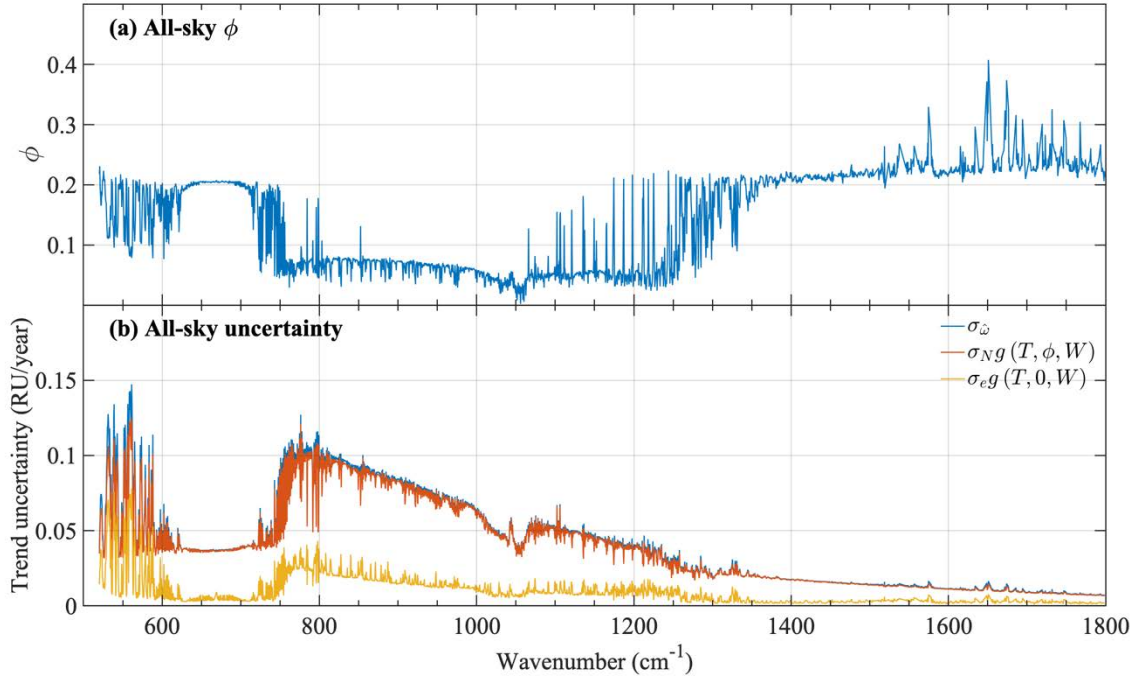 (a) All-sky ϕ
0.4
0.3
0.2
0.1
ϕ
(b) All-sky uncertainty
σ_ω̂
σ_N g (T, ϕ, W)
σ_e g (T, 0, W)
0.15
0.1
0.05
0
Trend uncertainty (RU/year)
600 800 1000 1200 1400 1600 1800
Wavenumber (cm⁻¹)